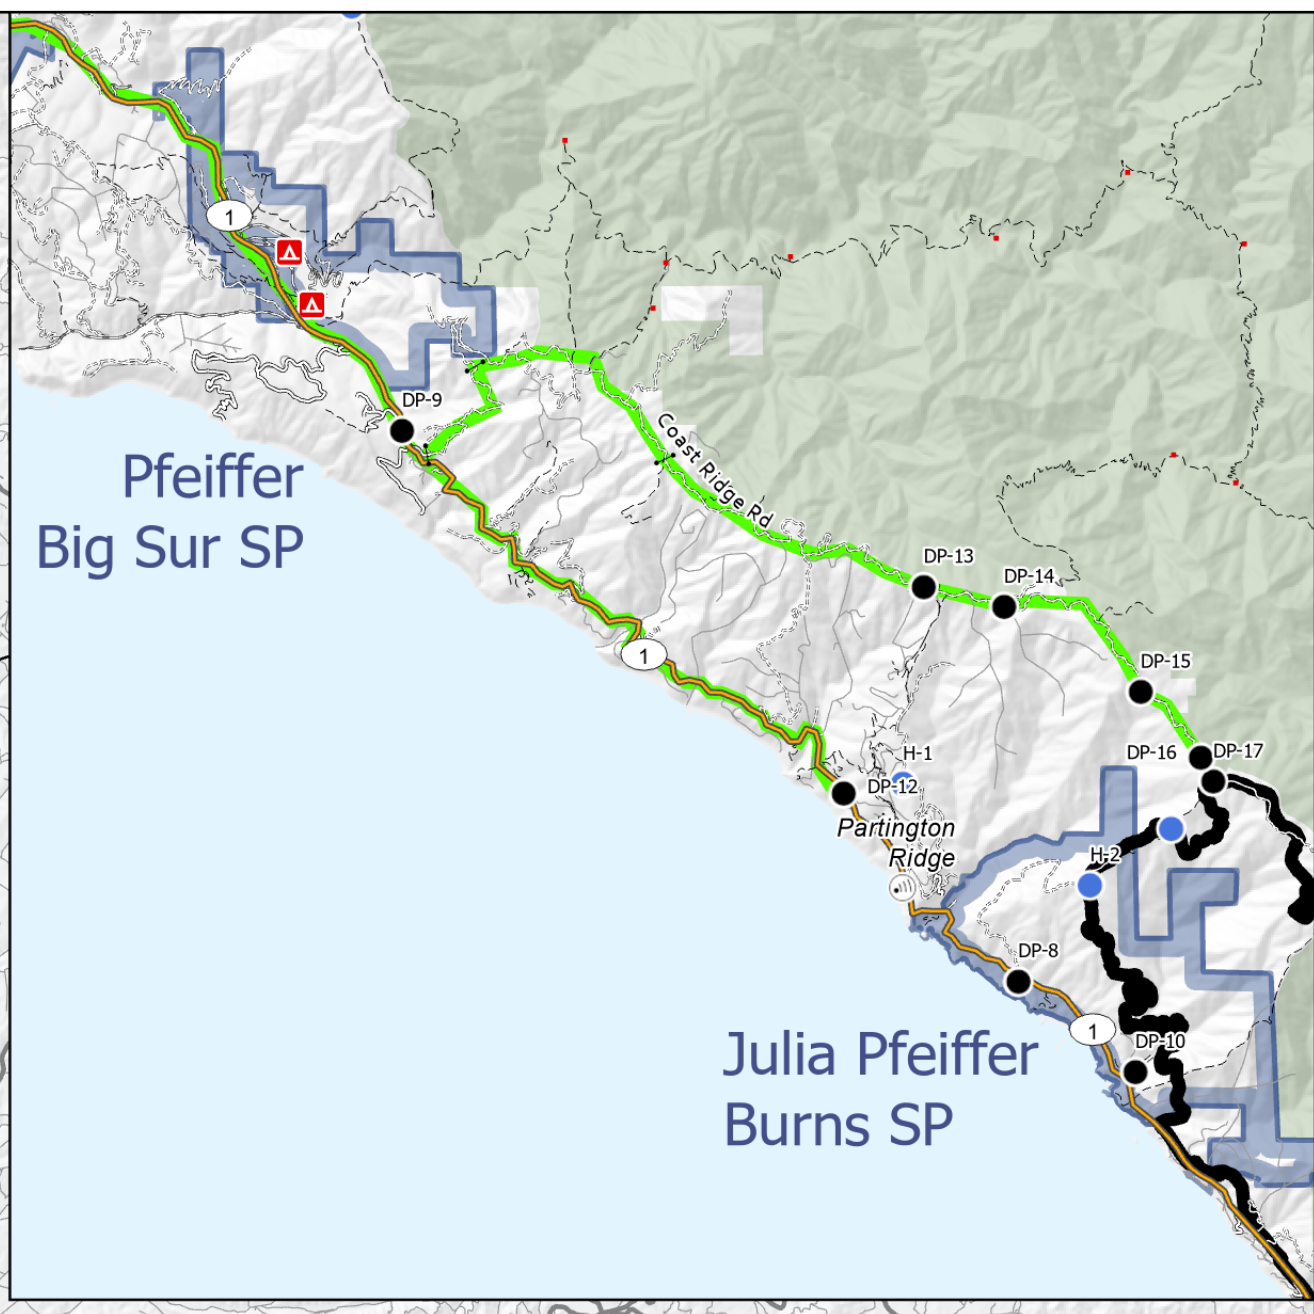 1
DP-9
Pfeiffer
Big Sur SP
Coast Ridge Rd
DP-13
DP-14
1
DP-15
DP-16
DP-17
H-1
DP-12
Partington
Ridge
H-2
DP-8
1
DP-10
Julia Pfeiffer
Burns SP